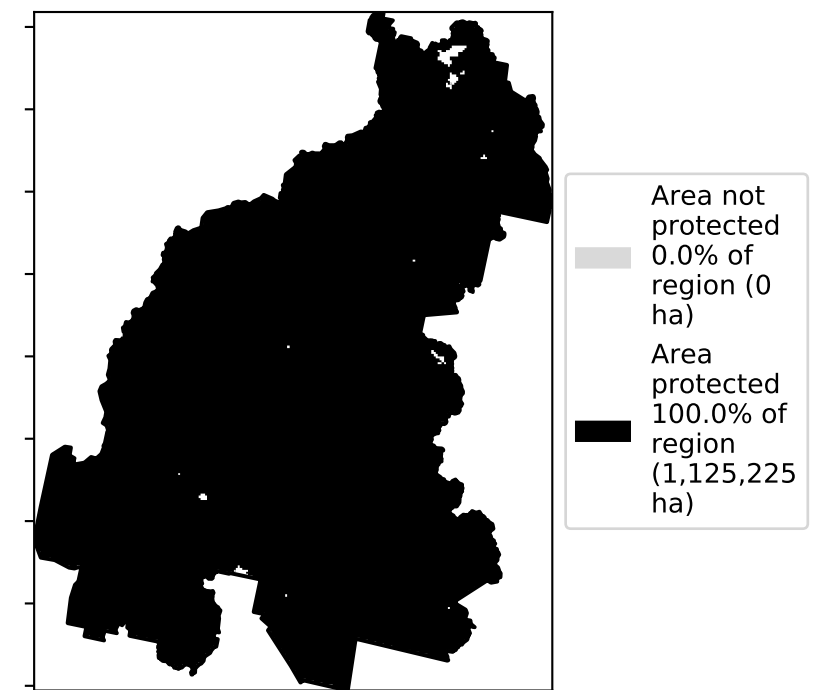 Area not
protected
0.0% of
region (0
ha)
Area
protected
100.0% of
region
(1,125,225
ha)